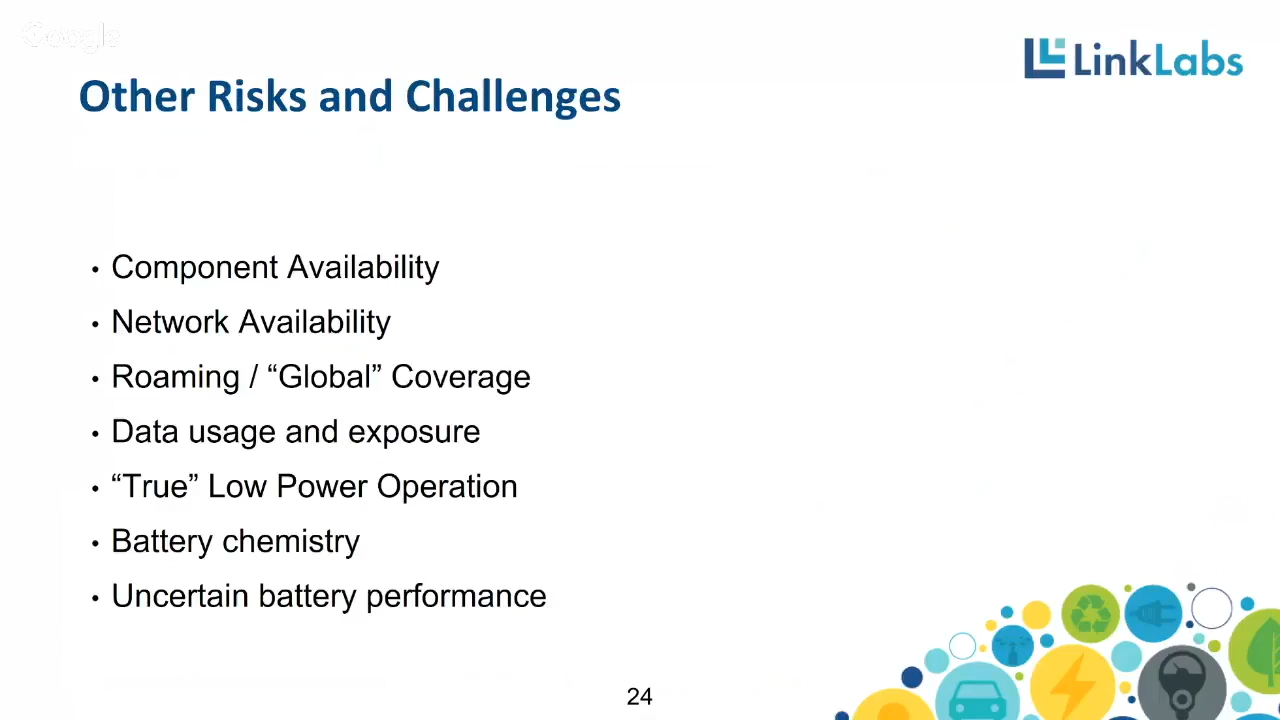 Google
LinkLabs
Other Risks and Challenges
• Component Availability
• Network Availability
• Roaming / “Global” Coverage
• Data usage and exposure
• “True” Low Power Operation
• Battery chemistry
• Uncertain battery performance
24